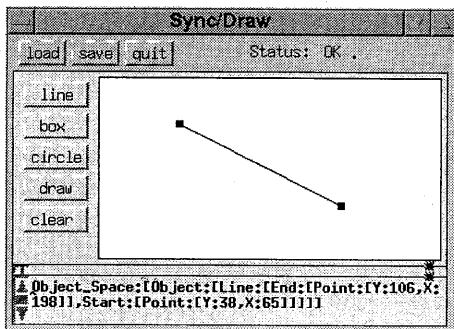 Sync/Draw
load save quit Status: OK .
line
box
circle
draw
clear
Object_Space:[Object:[Line:[End:[Point:[Y:106,X:
198]],Start:[Point:[Y:38,X:65]]]]]